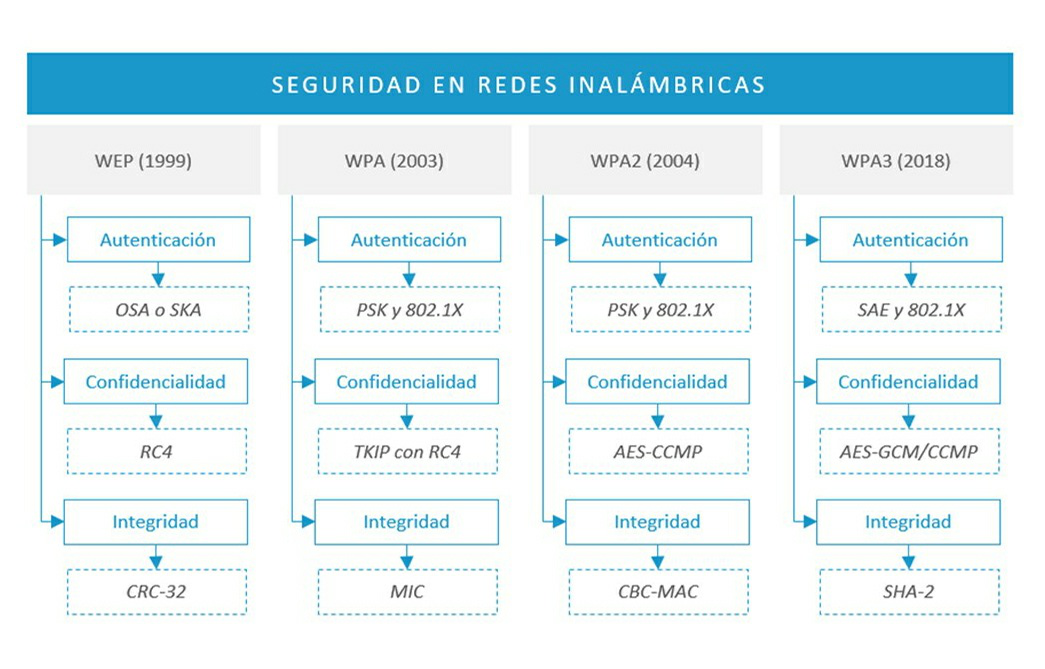 SEGURIDAD EN REDES INALÁMBRICAS
WEP (1999)
Autenticación
OSA o SKA
Confidencialidad
RC4
Integridad
CRC-32
WPA (2003)
Autenticación
PSK y 802.1X
Confidencialidad
TKIP con RC4
Integridad
MIC
WPA2 (2004)
Autenticación
PSK y 802.1X
Confidencialidad
AES-CCMP
Integridad
CBC-MAC
WPA3 (2018)
Autenticación
SAE y 802.1X
Confidencialidad
AES-GCM/CCMP
Integridad
SHA-2